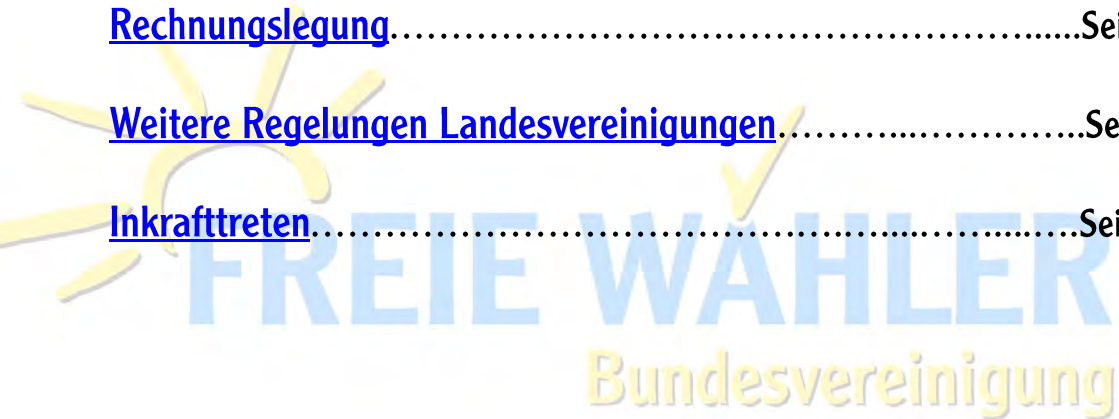 Rechnungslegung……………………………………………......Sei
Weitere Regelungen Landesvereinigungen………...…………..Se
Inkrafttreten……………………………………….…....……....….Sei
FREIE WÄHLER
Bundesvereinigung